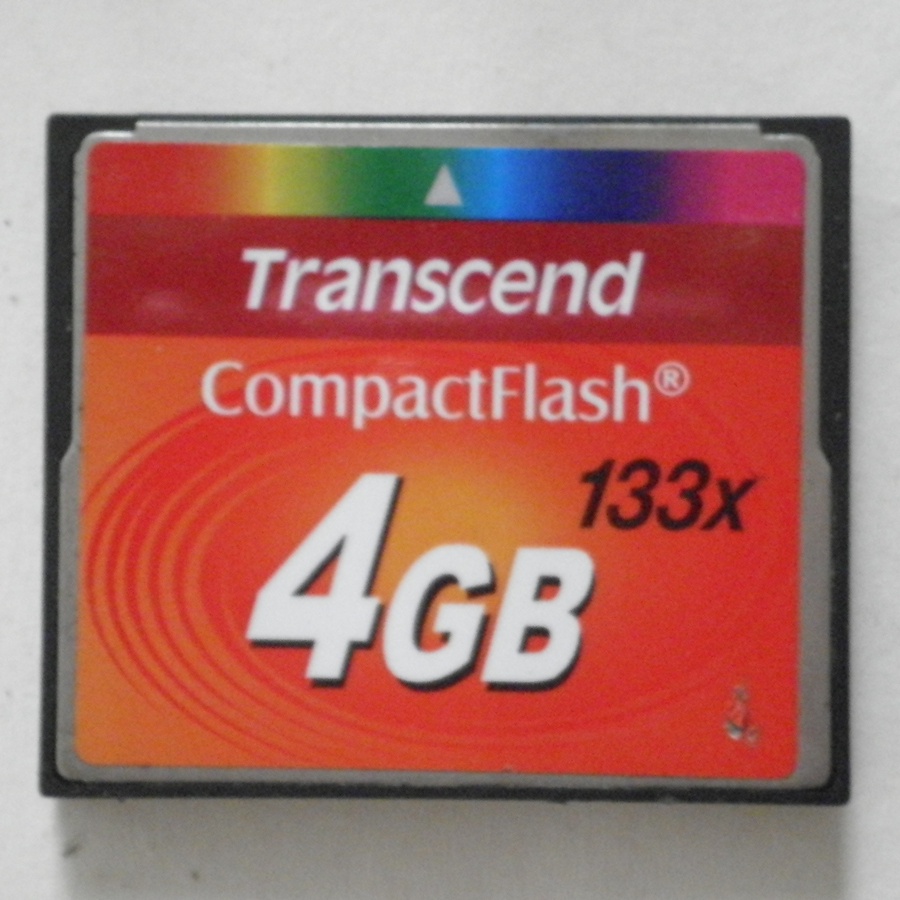 Transcend
CompactFlash®
133x
4GB